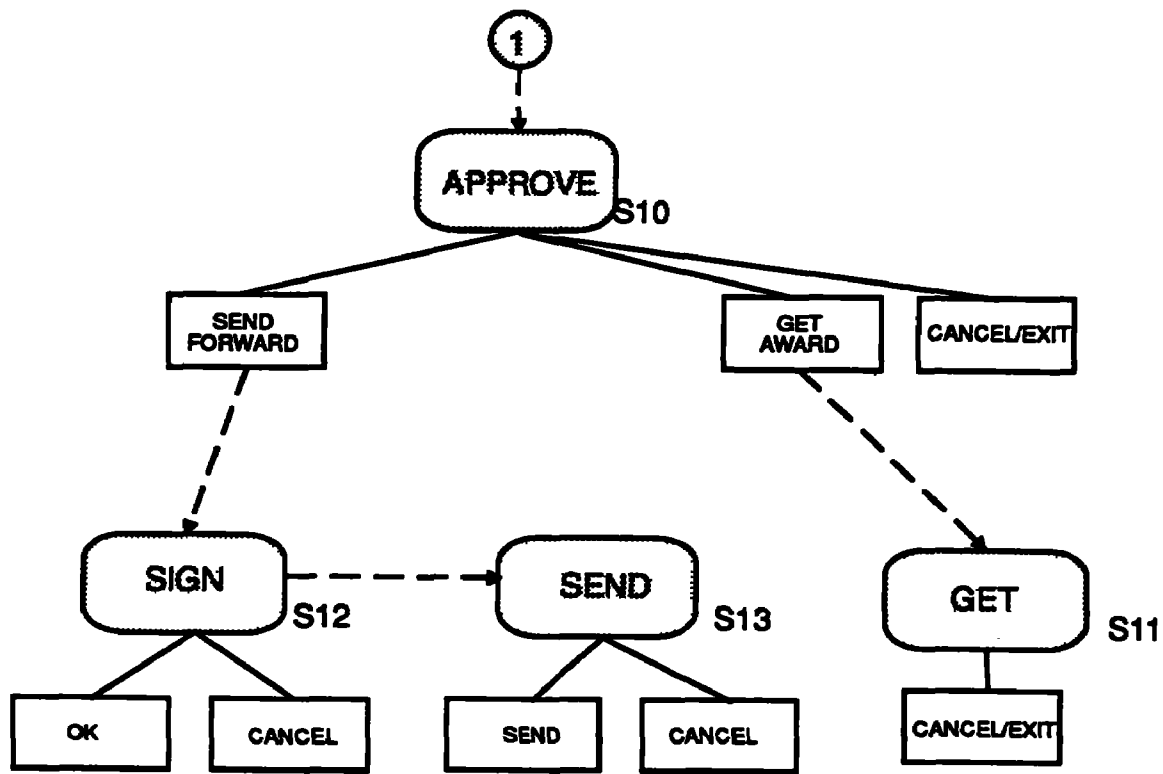 1
APPROVE
S10
SEND
FORWARD
GET
AWARD
CANCEL/EXIT
SIGN
S12
SEND
S13
GET
S11
OK
CANCEL
SEND
CANCEL
CANCEL/EXIT